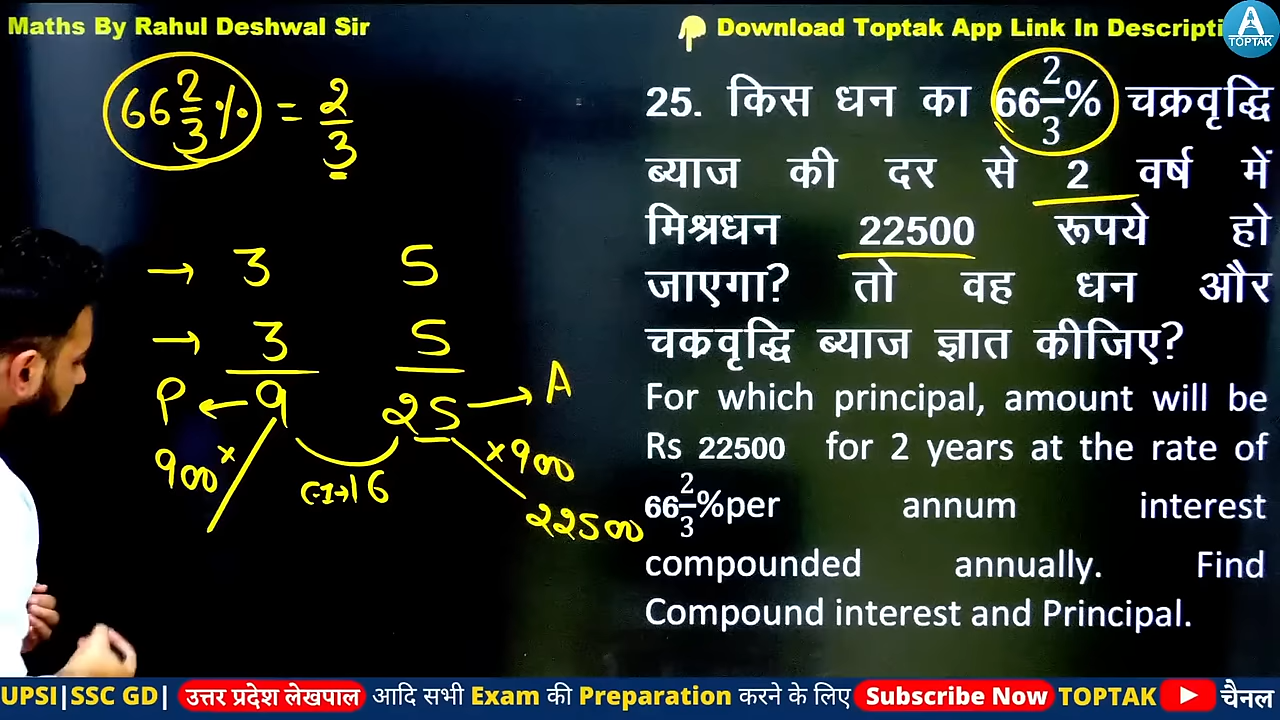 Maths By Rahul Deshwal Sir
Download Toptak App Link In Descripti
A
TOPTAK
66 2/3 % = 2/3
→ 3 5
→ 3 5
P ← 9 25 → A
900 × × 900
(-1→16
22500
25. किस धन का 66 2/3 % चक्रवृद्धि
ब्याज की दर से 2 वर्ष में
मिश्रधन 22500 रूपये हो
जाएगा? तो वह धन और
चकवृद्धि ब्याज ज्ञात कीजिए?
For which principal, amount will be
Rs 22500 for 2 years at the rate of
66 2/3 %per annum interest
compounded annually. Find
Compound interest and Principal.
UPSI|SSC GD| उत्तर प्रदेश लेखपाल आदि सभी Exam की Preparation करने के लिए Subscribe Now TOPTAK चैनल